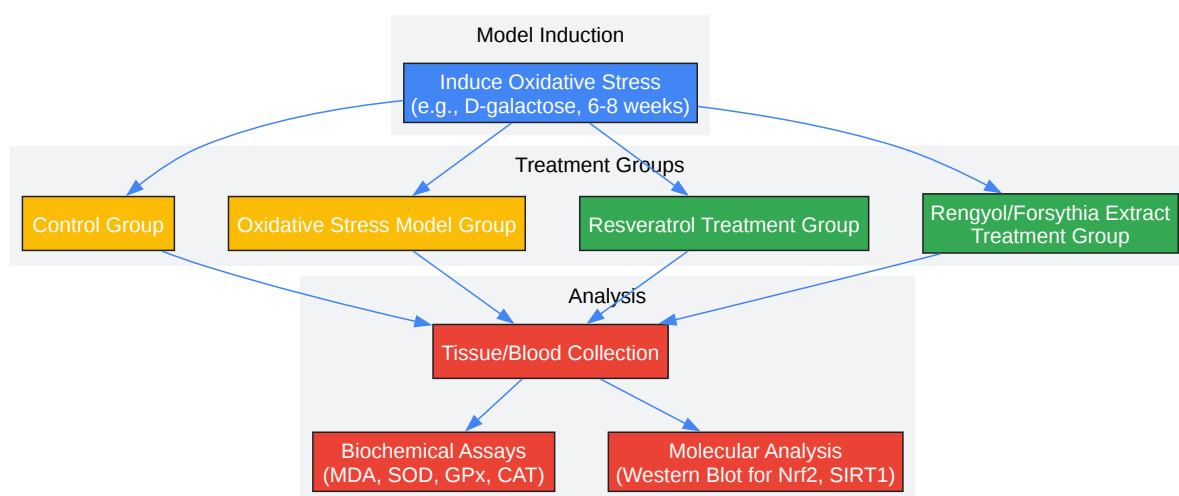 Model Induction
Induce Oxidative Stress
(e.g., D-galactose, 6-8 weeks)
Treatment Groups
Control Group
Oxidative Stress Model Group
Resveratrol Treatment Group
Rengyol/Forsythia Extract
Treatment Group
Analysis
Tissue/Blood Collection
Biochemical Assays
(MDA, SOD, GPx, CAT)
Molecular Analysis
(Western Blot for Nrf2, SIRT1)